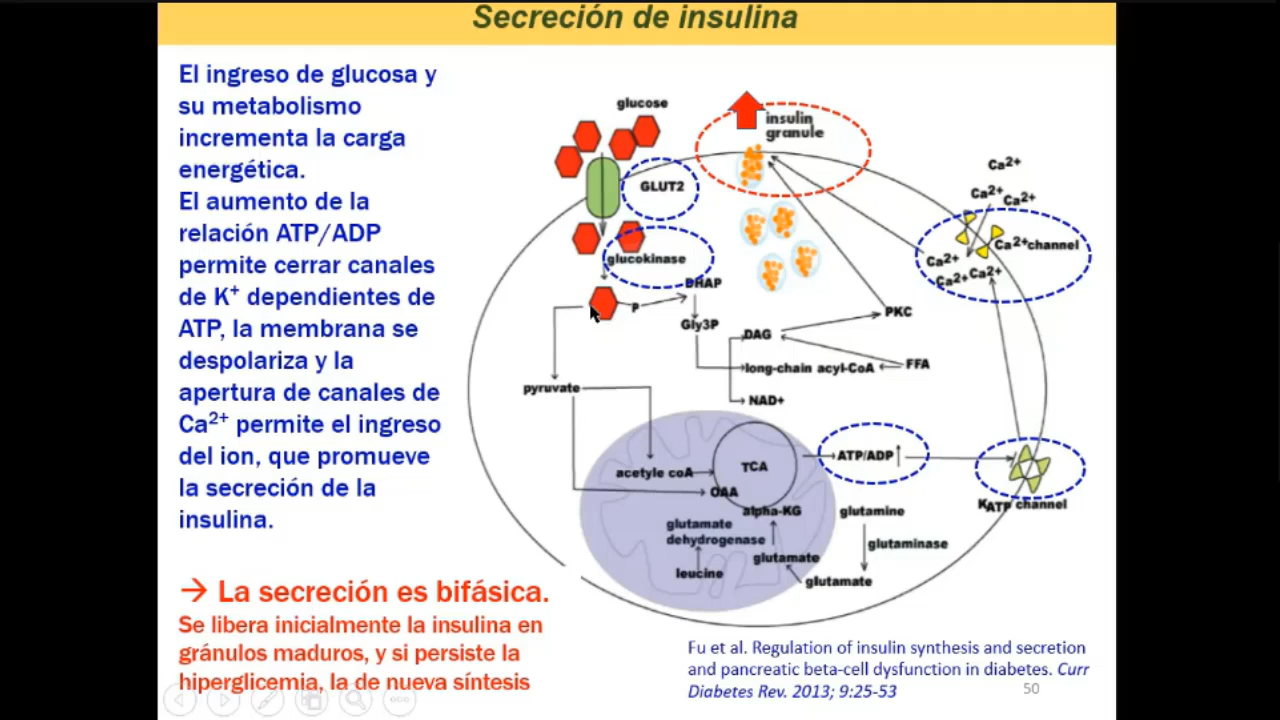 Secreción de insulina
El ingreso de glucosa y
su metabolismo
incrementa la carga
energética.
El aumento de la
relación ATP/ADP
permite cerrar canales
de K⁺ dependientes de
ATP, la membrana se
despolariza y la
apertura de canales de
Ca²⁺ permite el ingreso
del ion, que promueve
la secreción de la
insulina.
→ La secreción es bifásica.
Se libera inicialmente la insulina en
gránulos maduros, y si persiste la
hiperglicemia, la de nueva síntesis
glucose
insulin
granule
GLUT2
glucokinase
P
DHAP
Gly3P
DAG
PKC
long-chain acyl-CoA
FFA
NAD+
pyruvate
Ca²⁺
Ca²⁺ Ca²⁺
Ca²⁺channel
Ca²⁺
Ca²⁺ Ca²⁺
acetyle coA
TCA
OAA
ATP/ADP
KATP channel
alpha-KG
glutamine
glutamate
dehydrogenase
glutaminase
glutamate
leucine
glutamate
Fu et al. Regulation of insulin synthesis and secretion
and pancreatic beta-cell dysfunction in diabetes. Curr
Diabetes Rev. 2013; 9:25-53
50